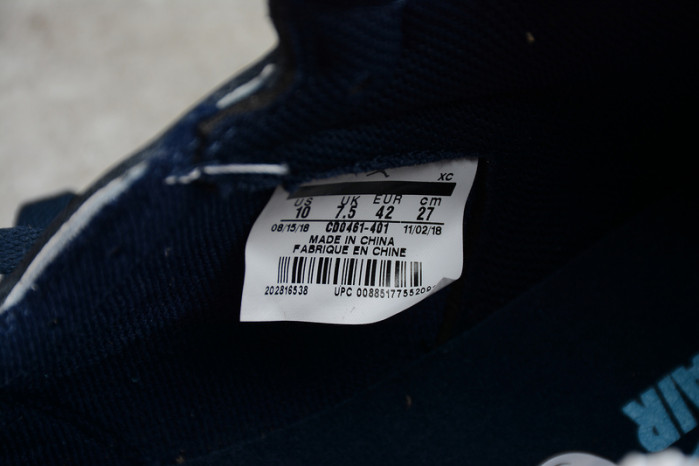 XC
US UK EUR cm
10 7.5 42 27
08/15/18 CD0461-401 11/02/18
MADE IN CHINA
FABRIQUE EN CHINE
202816538 UPC 00885177552
AIR